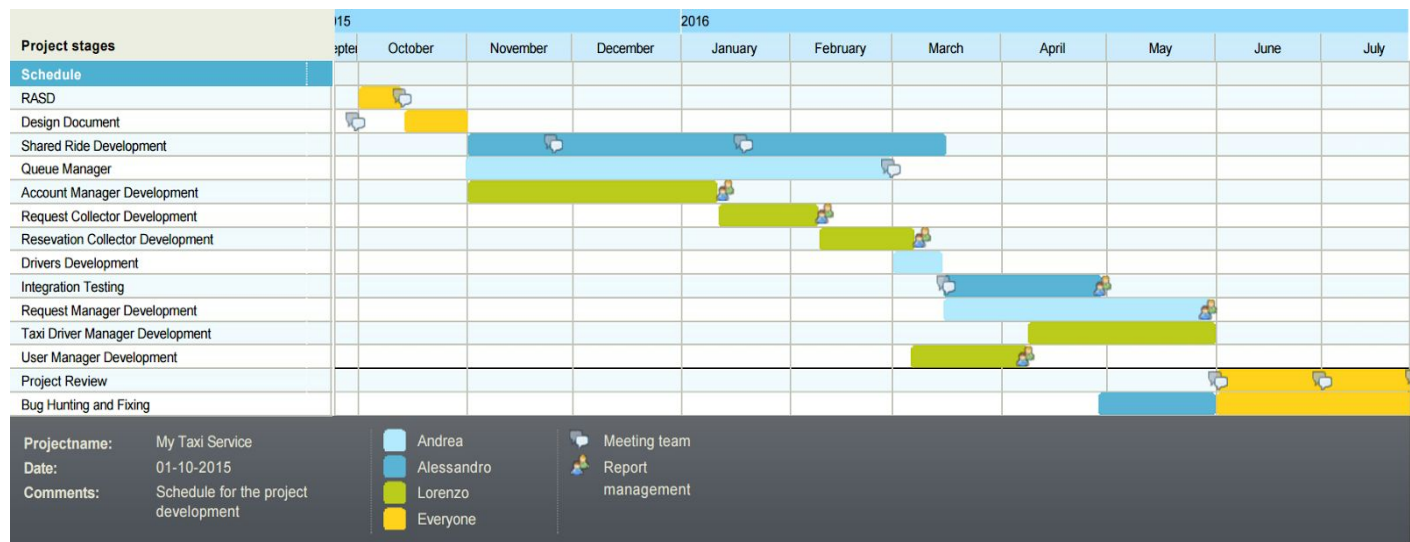 )15 2016
Project stages
October November December January February March April May June July
Schedule
RASD
Design Document
Shared Ride Development
Queue Manager
Account Manager Development
Request Collector Development
Resevation Collector Development
Drivers Development
Integration Testing
Request Manager Development
Taxi Driver Manager Development
User Manager Development
Project Review
Bug Hunting and Fixing
Projectname: My Taxi Service
Date: 01-10-2015
Comments: Schedule for the project
development
Andrea
Alessandro
Lorenzo
Everyone
Meeting team
Report
management